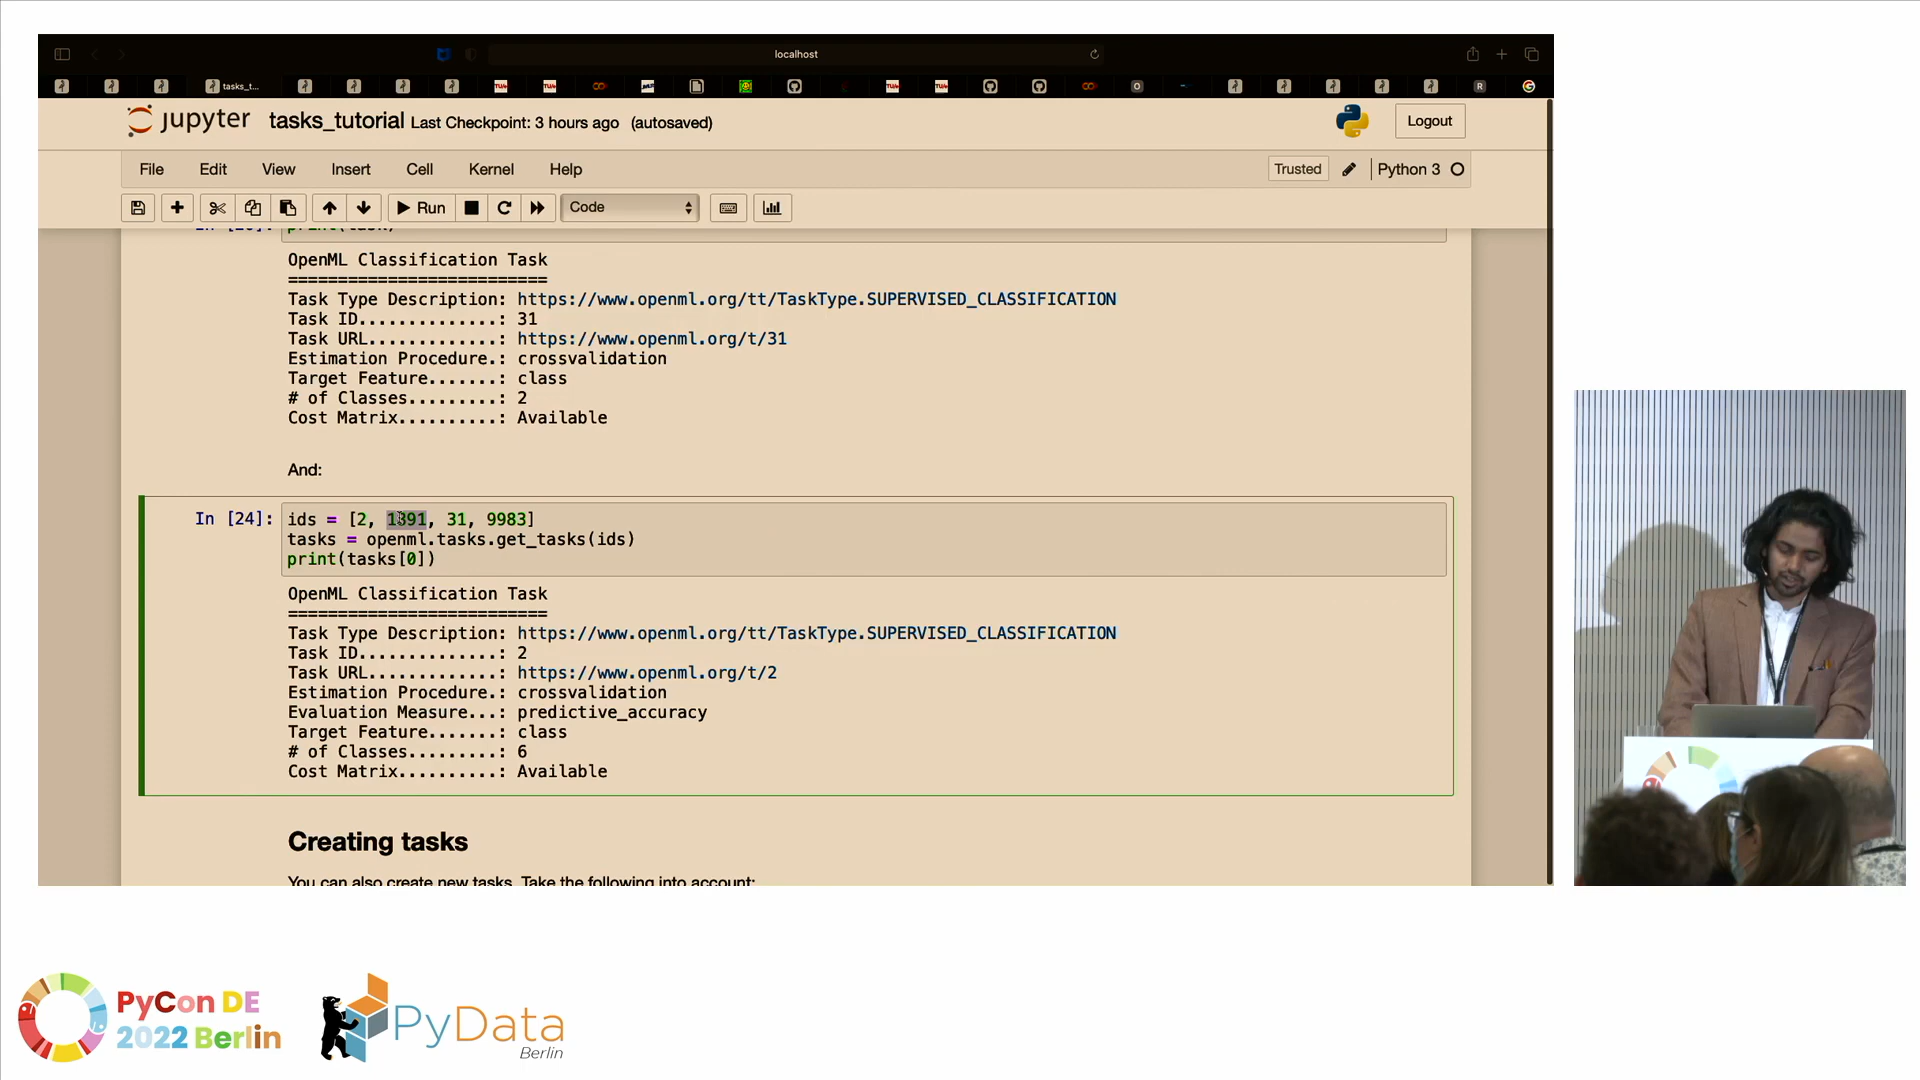 localhost
tasks_t...
jupyter tasks_tutorial Last Checkpoint: 3 hours ago (autosaved)
Logout
File Edit View Insert Cell Kernel Help
Trusted
Python 3
Run
Code
OpenML Classification Task
==========================
Task Type Description: https://www.openml.org/tt/TaskType.SUPERVISED_CLASSIFICATION
Task ID..............: 31
Task URL.............: https://www.openml.org/t/31
Estimation Procedure.: crossvalidation
Target Feature.......: class
# of Classes.........: 2
Cost Matrix..........: Available
And:
In [24]: ids = [2, 1891, 31, 9983]
tasks = openml.tasks.get_tasks(ids)
print(tasks[0])
OpenML Classification Task
==========================
Task Type Description: https://www.openml.org/tt/TaskType.SUPERVISED_CLASSIFICATION
Task ID..............: 2
Task URL.............: https://www.openml.org/t/2
Estimation Procedure.: crossvalidation
Evaluation Measure...: predictive_accuracy
Target Feature.......: class
# of Classes.........: 6
Cost Matrix..........: Available
Creating tasks
You can also create new tasks. Take the following into account:
PyCon DE
2022 Berlin
PyData
Berlin